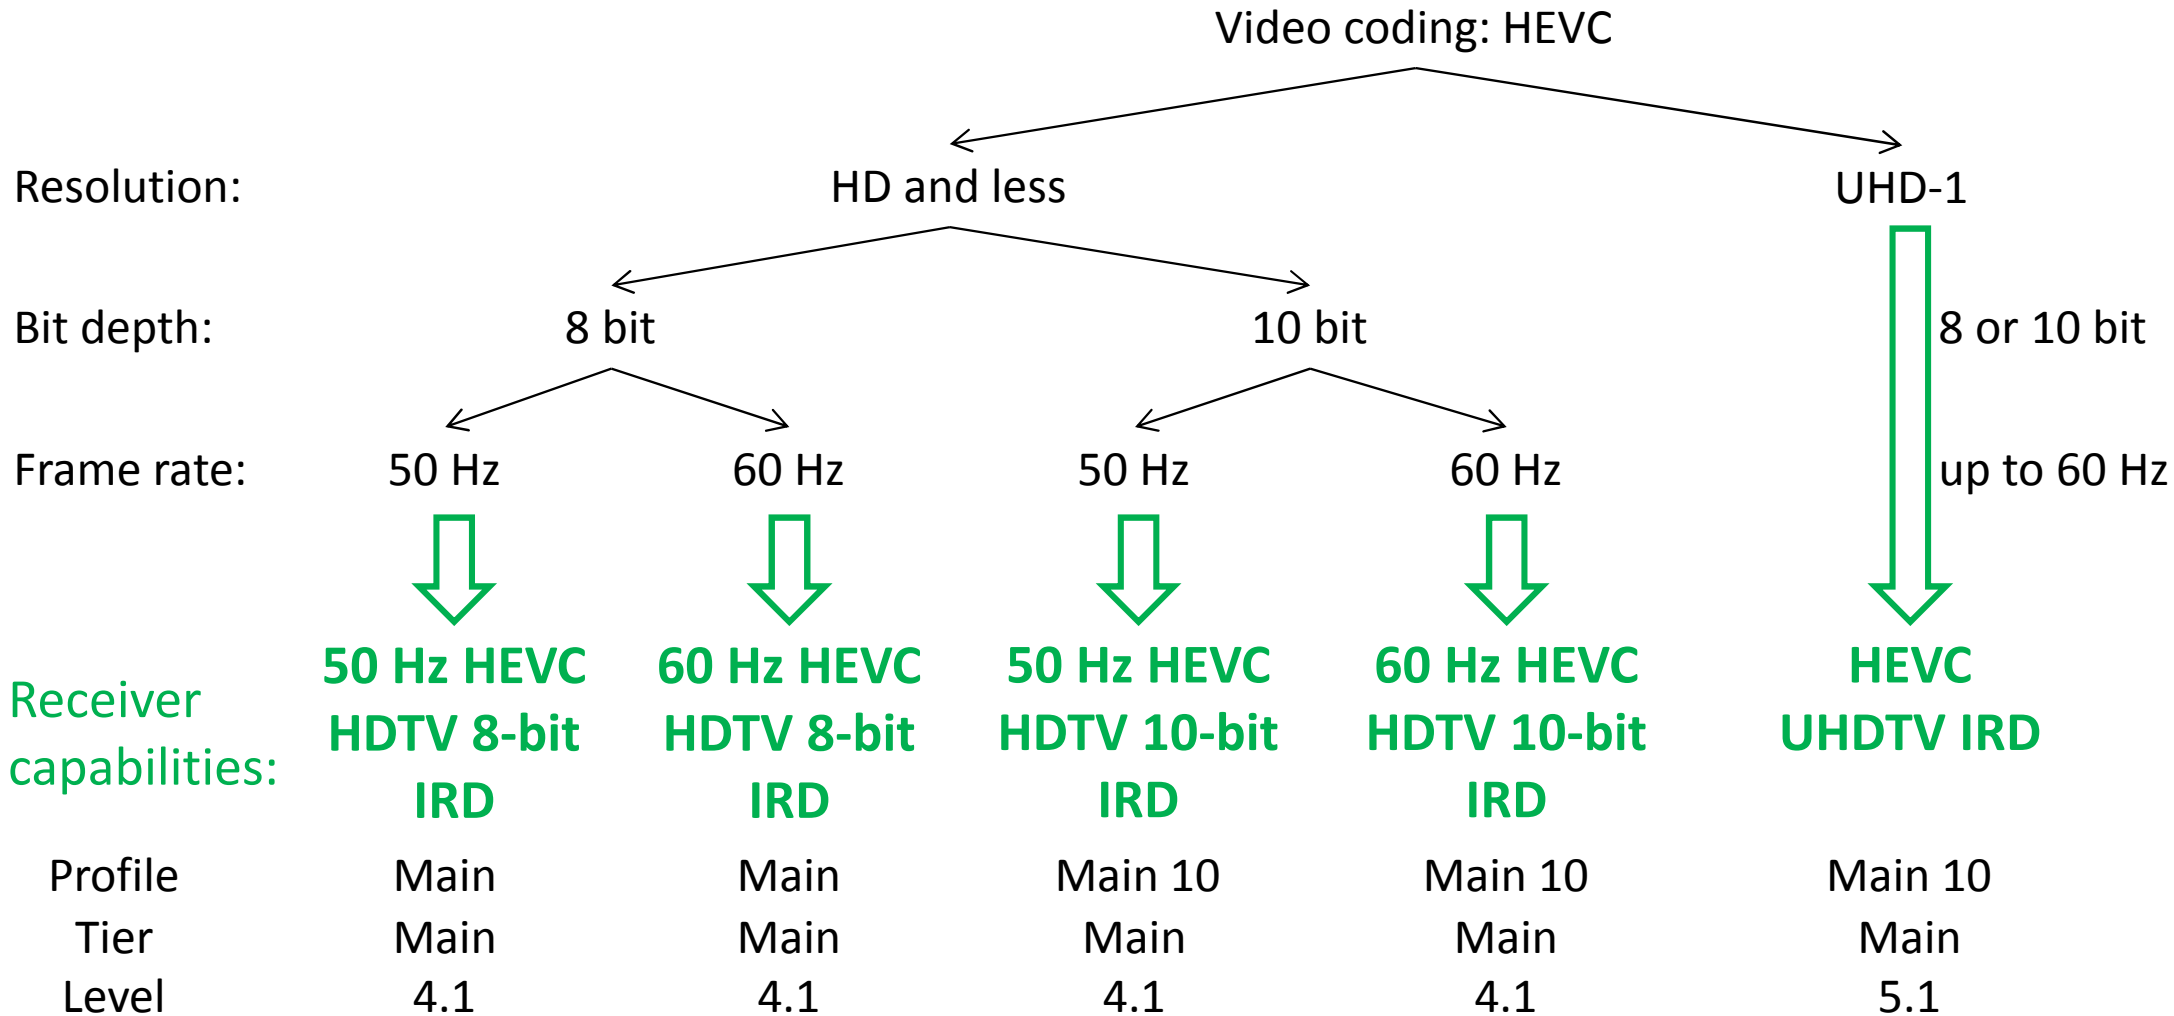 Video coding: HEVC
Resolution: HD and less UHD-1
Bit depth: 8 bit 10 bit 8 or 10 bit
Frame rate: 50 Hz 60 Hz 50 Hz 60 Hz up to 60 Hz
Receiver
capabilities:
50 Hz HEVC
HDTV 8-bit
IRD
60 Hz HEVC
HDTV 8-bit
IRD
50 Hz HEVC
HDTV 10-bit
IRD
60 Hz HEVC
HDTV 10-bit
IRD
HEVC
UHDTV IRD
Profile Main Main Main 10 Main 10 Main 10
Tier Main Main Main Main Main
Level 4.1 4.1 4.1 4.1 5.1